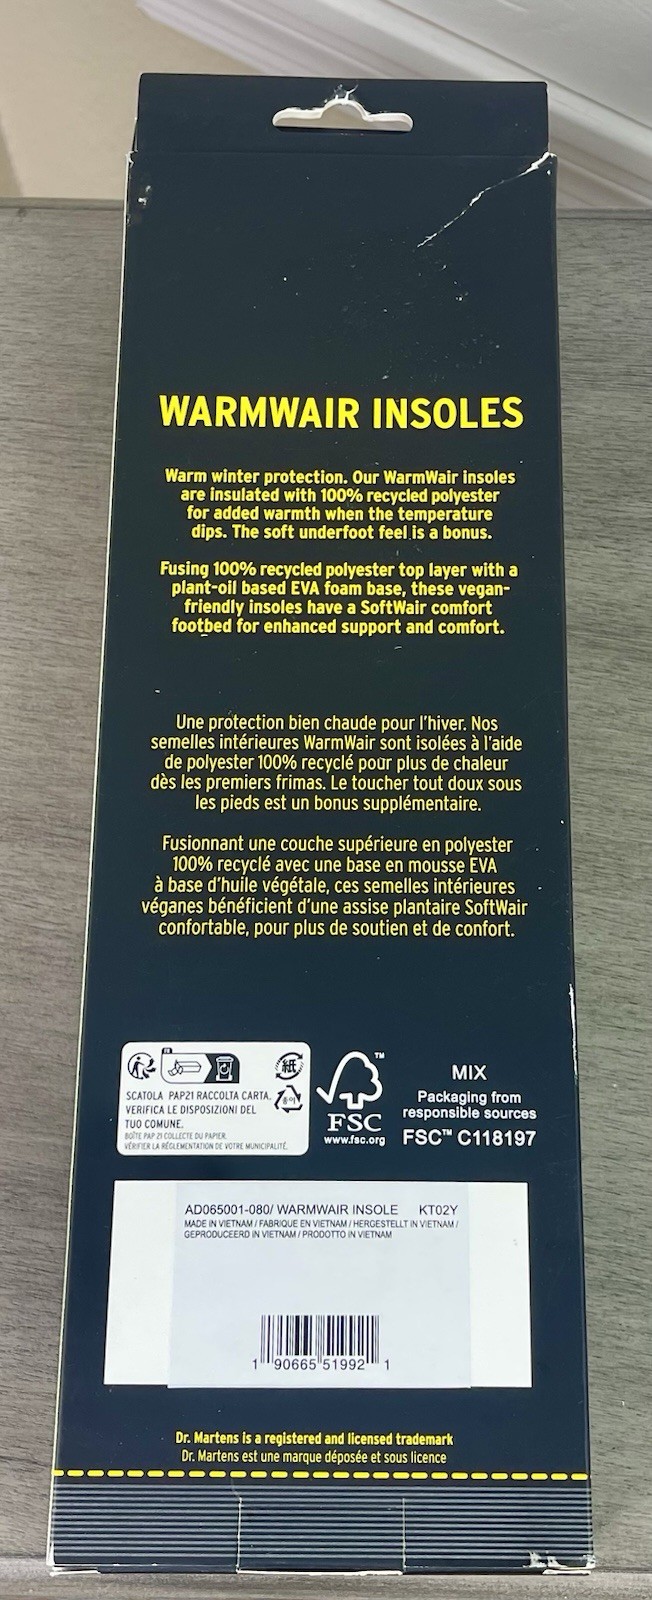 WARMWAIR INSOLES
Warm winter protection. Our WarmWair insoles
are insulated with 100% recycled polyester
for added warmth when the temperature
dips. The soft underfoot feel is a bonus.
Fusing 100% recycled polyester top layer with a
plant-oil based EVA foam base, these vegan-
friendly insoles have a SoftWair comfort
footbed for enhanced support and comfort.
Une protection bien chaude pour l'hiver. Nos
semelles intérieures WarmWair sont isolées à l'aide
de polyester 100% recyclé pour plus de chaleur
dès les premiers frimas. Le toucher tout doux sous
les pieds est un bonus supplémentaire.
Fusionnant une couche supérieure en polyester
100% recyclé avec une base en mousse EVA
à base d'huile végétale, ces semelles intérieures
véganes bénéficient d'une assise plantaire SoftWair
confortable, pour plus de soutien et de confort.
FR
紙
SCATOLA PAP21 RACCOLTA CARTA.
VERIFICA LE DISPOSIZIONI DEL
TUO COMUNE.
BOÎTE PAP 21 COLLECTE DU PAPIER.
VÉRIFIER LA RÉGLEMENTATION DE VOTRE MUNICIPALITÉ.
FSC
www.fsc.org
MIX
Packaging from
responsible sources
FSC™ C118197
AD065001-080/ WARMWAIR INSOLE KT02Y
MADE IN VIETNAM / FABRIQUE EN VIETNAM / HERGESTELLT IN VIETNAM /
GEPRODUCEERD IN VIETNAM / PRODOTTO IN VIETNAM
1 90665 51992 1
Dr. Martens is a registered and licensed trademark
Dr. Martens est une marque déposée et sous licence